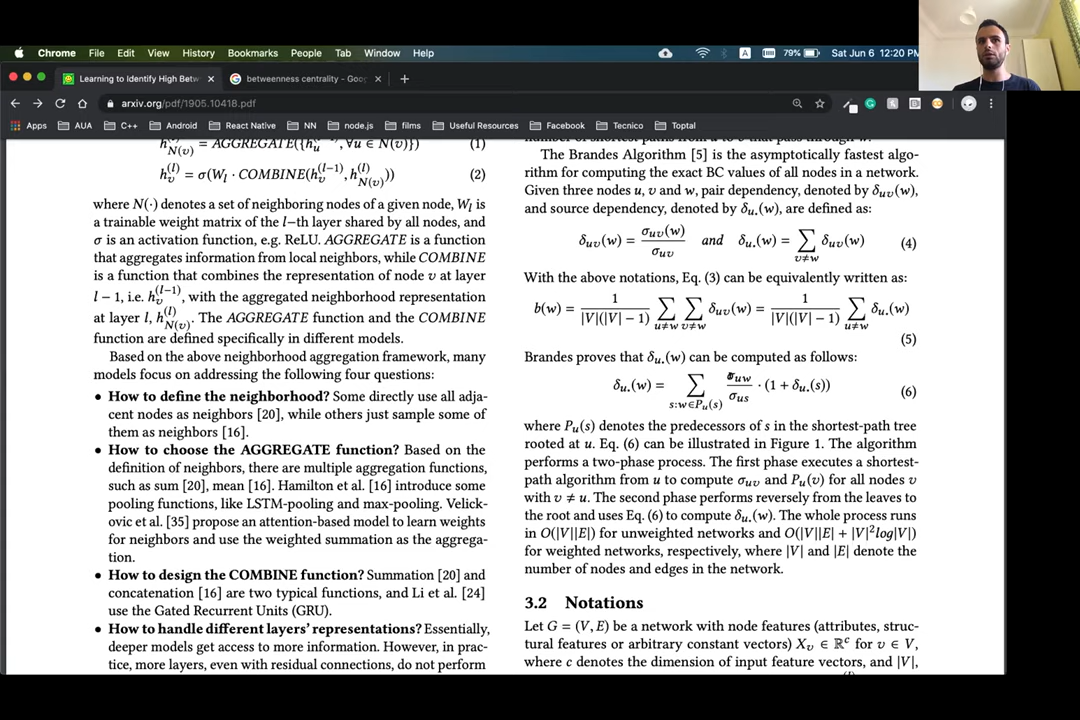 Chrome File Edit View History Bookmarks People Tab Window Help A 79% Sat Jun 6 12:20 PM
Learning to Identify High Betw × betweenness centrality - Goog × +
arxiv.org/pdf/1905.10418.pdf
Apps AUA C++ Android React Native NN node.js films Useful Resources Facebook Tecnico Toptal
= AGGREGATE({h_u^{(l-1)}, ∀u ∈ N(v)}) (1)
h_v^{(l)} = σ(W_l · COMBINE(h_v^{(l-1)}, h_{N(v)}^{(l)})) (2)
where N(·) denotes a set of neighboring nodes of a given node, W_l is
a trainable weight matrix of the l−th layer shared by all nodes, and
σ is an activation function, e.g. ReLU. AGGREGATE is a function
that aggregates information from local neighbors, while COMBINE
is a function that combines the representation of node v at layer
l − 1, i.e. h_v^{(l-1)}, with the aggregated neighborhood representation
at layer l, h_{N(v)}^{(l)}. The AGGREGATE function and the COMBINE
function are defined specifically in different models.
Based on the above neighborhood aggregation framework, many
models focus on addressing the following four questions:
• How to define the neighborhood? Some directly use all adja-
cent nodes as neighbors [20], while others just sample some of
them as neighbors [16].
• How to choose the AGGREGATE function? Based on the
definition of neighbors, there are multiple aggregation functions,
such as sum [20], mean [16]. Hamilton et al. [16] introduce some
pooling functions, like LSTM-pooling and max-pooling. Velick-
ovic et al. [35] propose an attention-based model to learn weights
for neighbors and use the weighted summation as the aggrega-
tion.
• How to design the COMBINE function? Summation [20] and
concatenation [16] are two typical functions, and Li et al. [24]
use the Gated Recurrent Units (GRU).
• How to handle different layers' representations? Essentially,
deeper models get access to more information. However, in prac-
tice, more layers, even with residual connections, do not perform
The Brandes Algorithm [5] is the asymptotically fastest algo-
rithm for computing the exact BC values of all nodes in a network.
Given three nodes u, v and w, pair dependency, denoted by δ_{uv}(w),
and source dependency, denoted by δ_{u·}(w), are defined as:
δ_{uv}(w) = σ_{uv}(w)/σ_{uv} and δ_{u·}(w) = ∑_{v≠w} δ_{uv}(w) (4)
With the above notations, Eq. (3) can be equivalently written as:
b(w) = 1/(|V|(|V| − 1)) ∑_{u≠w} ∑_{v≠w} δ_{uv}(w) = 1/(|V|(|V| − 1)) ∑_{u≠w} δ_{u·}(w)
(5)
Brandes proves that δ_{u·}(w) can be computed as follows:
δ_{u·}(w) = ∑_{s:w∈P_u(s)} σ_{uw}/σ_{us} · (1 + δ_{u·}(s)) (6)
where P_u(s) denotes the predecessors of s in the shortest-path tree
rooted at u. Eq. (6) can be illustrated in Figure 1. The algorithm
performs a two-phase process. The first phase executes a shortest-
path algorithm from u to compute σ_{uv} and P_u(v) for all nodes v
with v ≠ u. The second phase performs reversely from the leaves to
the root and uses Eq. (6) to compute δ_{u·}(w). The whole process runs
in O(|V||E|) for unweighted networks and O(|V||E| + |V|²log|V|)
for weighted networks, respectively, where |V| and |E| denote the
number of nodes and edges in the network.
3.2 Notations
Let G = (V, E) be a network with node features (attributes, struc-
tural features or arbitrary constant vectors) X_v ∈ ℝ^c for v ∈ V,
where c denotes the dimension of input feature vectors, and |V|,